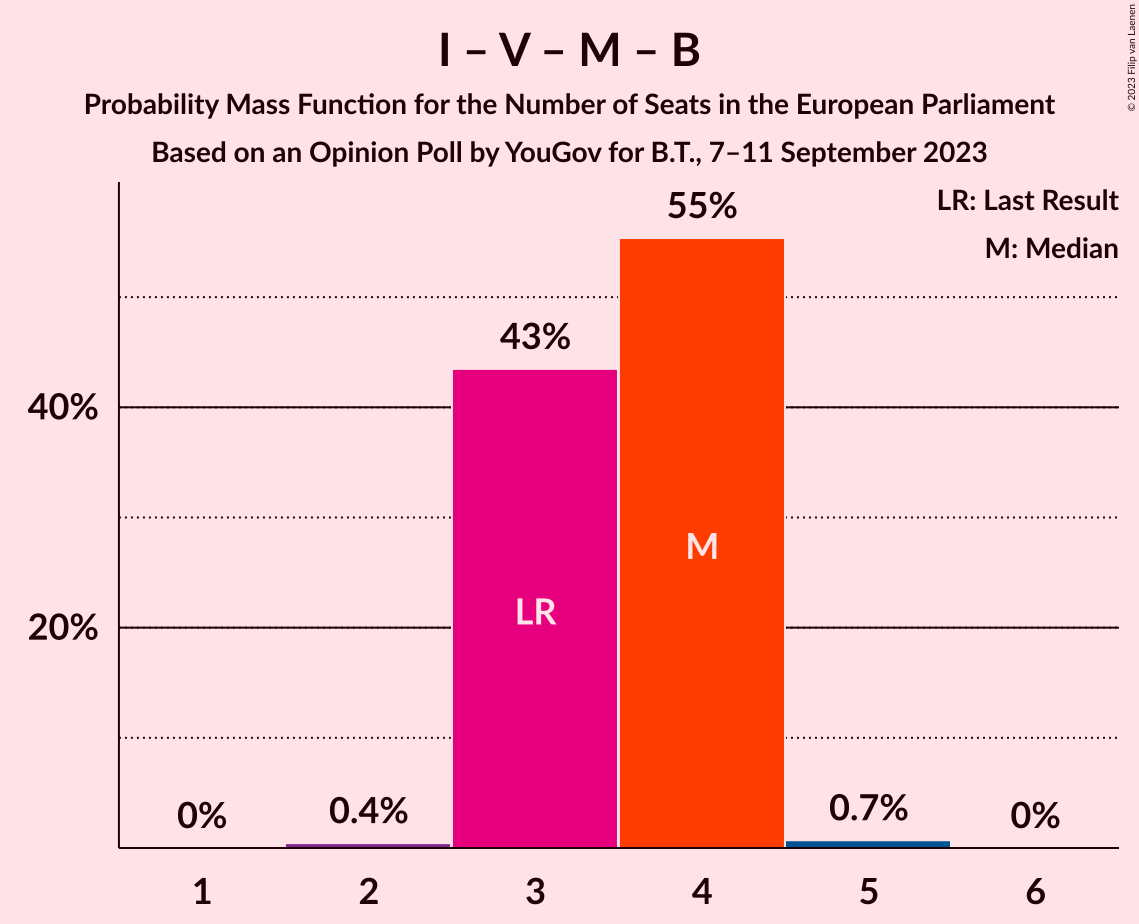 I – V – M – B
Probability Mass Function for the Number of Seats in the European Parliament
Based on an Opinion Poll by YouGov for B.T., 7–11 September 2023
© 2023 Filip van Laenen
LR: Last Result
M: Median
55%
43%
40%
M
LR
20%
0%
0.4%
0.7%
0%
1
2
3
4
5
6